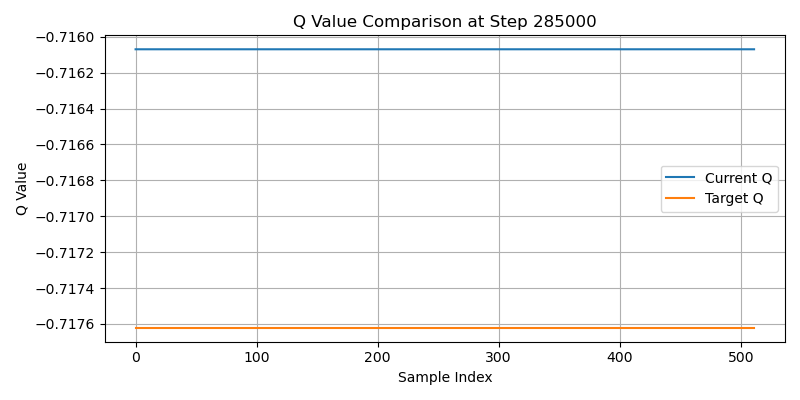 Q Value Comparison at Step 285000
−0.7160
−0.7162
−0.7164
−0.7166
−0.7168
−0.7170
−0.7172
−0.7174
−0.7176
Q Value
Current Q
Target Q
0 100 200 300 400 500
Sample Index